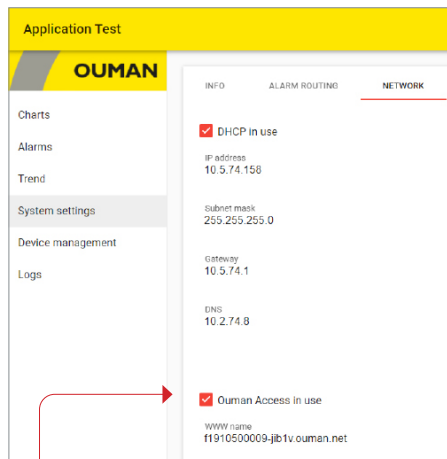 Application Test
OUMAN
Charts
Alarms
Trend
System settings
Device management
Logs
INFO ALARM ROUTING NETWORK
DHCP in use
IP address
10.5.74.158
Subnet mask
255.255.255.0
Gateway
10.5.74.1
DNS
10.2.74.8
Ouman Access in use
WWW name
f1910500009-jib1v.ouman.net